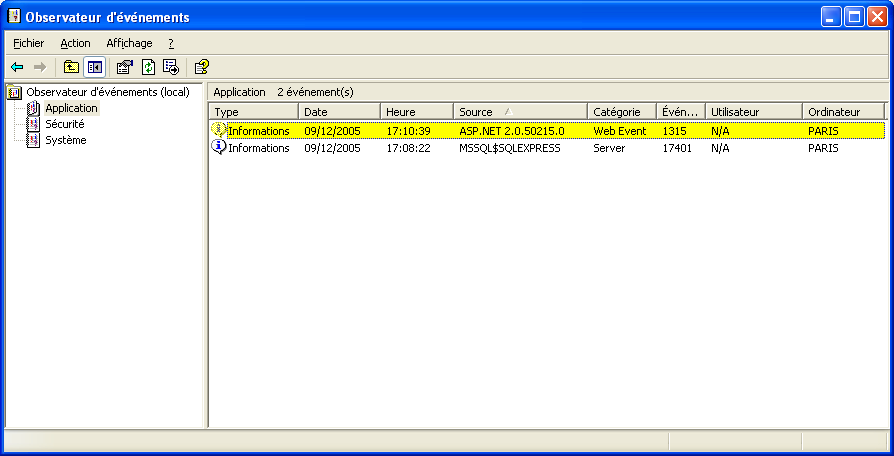 Observateur d'événements
Fichier Action Affichage ?
Observateur d'événements (local)
Application
Sécurité
Système
Application 2 événement(s)
Type Date Heure Source Catégorie Évén... Utilisateur Ordinateur
Informations 09/12/2005 17:10:39 ASP.NET 2.0.50215.0 Web Event 1315 N/A PARIS
Informations 09/12/2005 17:08:22 MSSQL$SQLEXPRESS Server 17401 N/A PARIS